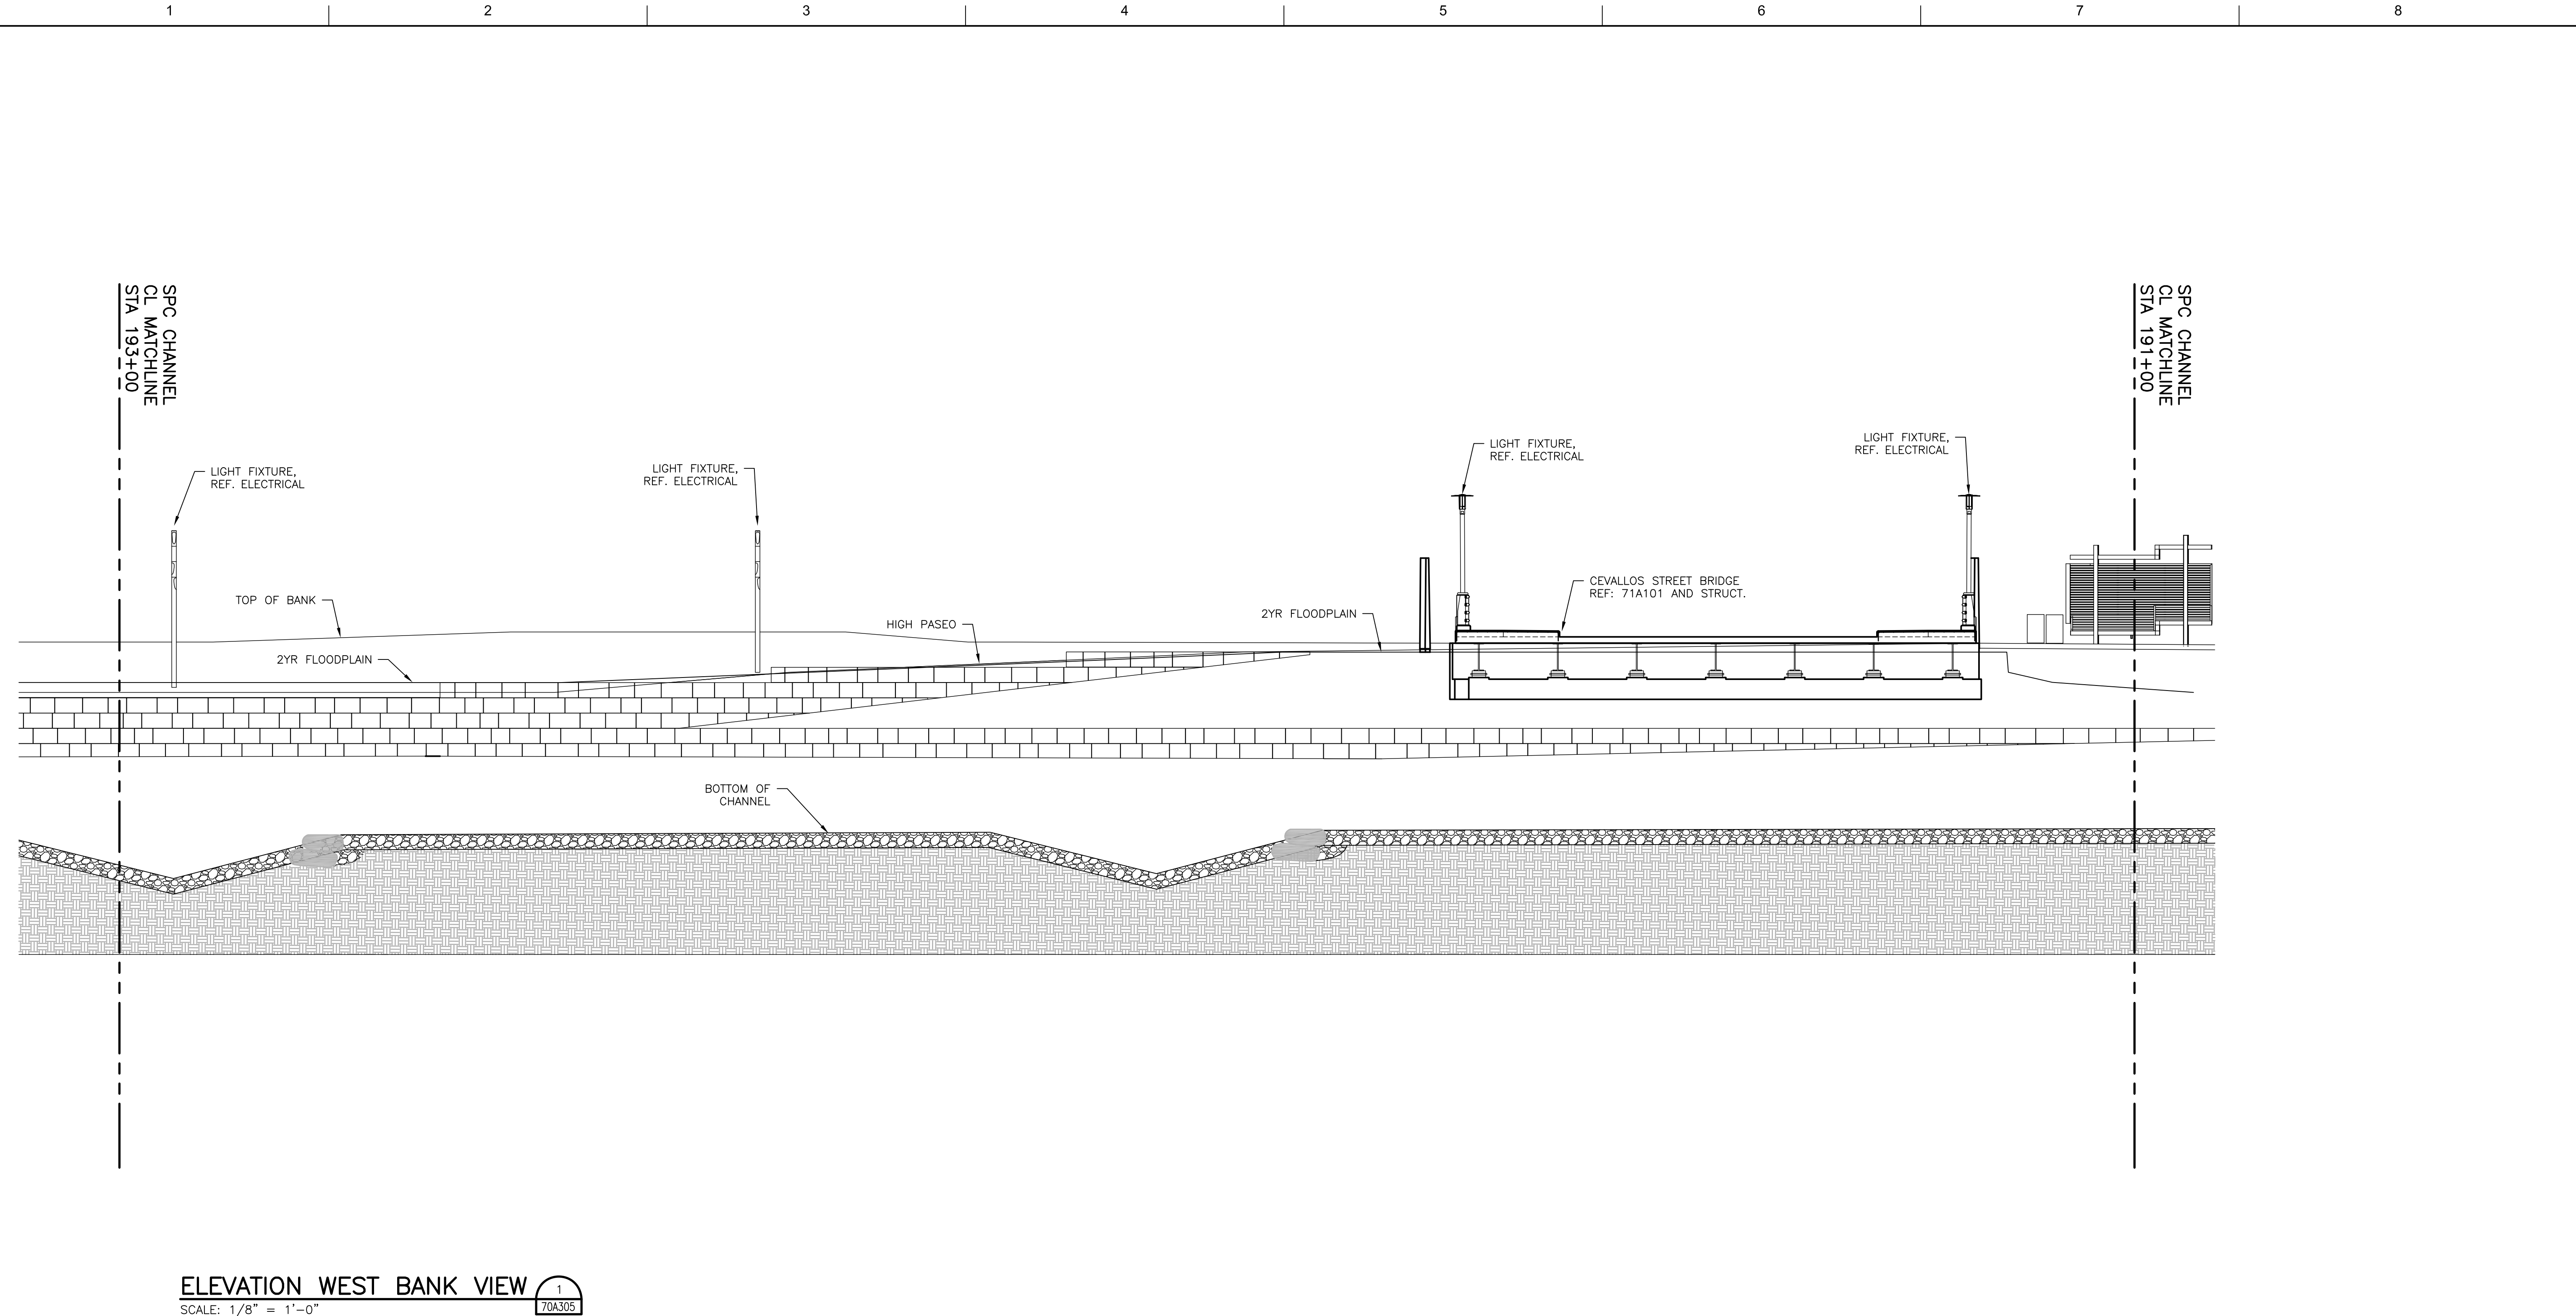 1 2 3 4 5 6 7 8
SPC CHANNEL
CL MATCHLINE
STA 193+00
SPC CHANNEL
CL MATCHLINE
STA 191+00
LIGHT FIXTURE,
REF. ELECTRICAL
LIGHT FIXTURE,
REF. ELECTRICAL
LIGHT FIXTURE,
REF. ELECTRICAL
LIGHT FIXTURE,
REF. ELECTRICAL
TOP OF BANK
2YR FLOODPLAIN
HIGH PASEO
2YR FLOODPLAIN
CEVALLOS STREET BRIDGE
REF: 71A101 AND STRUCT.
BOTTOM OF
CHANNEL
ELEVATION WEST BANK VIEW
SCALE: 1/8" = 1'-0"
1
70A305